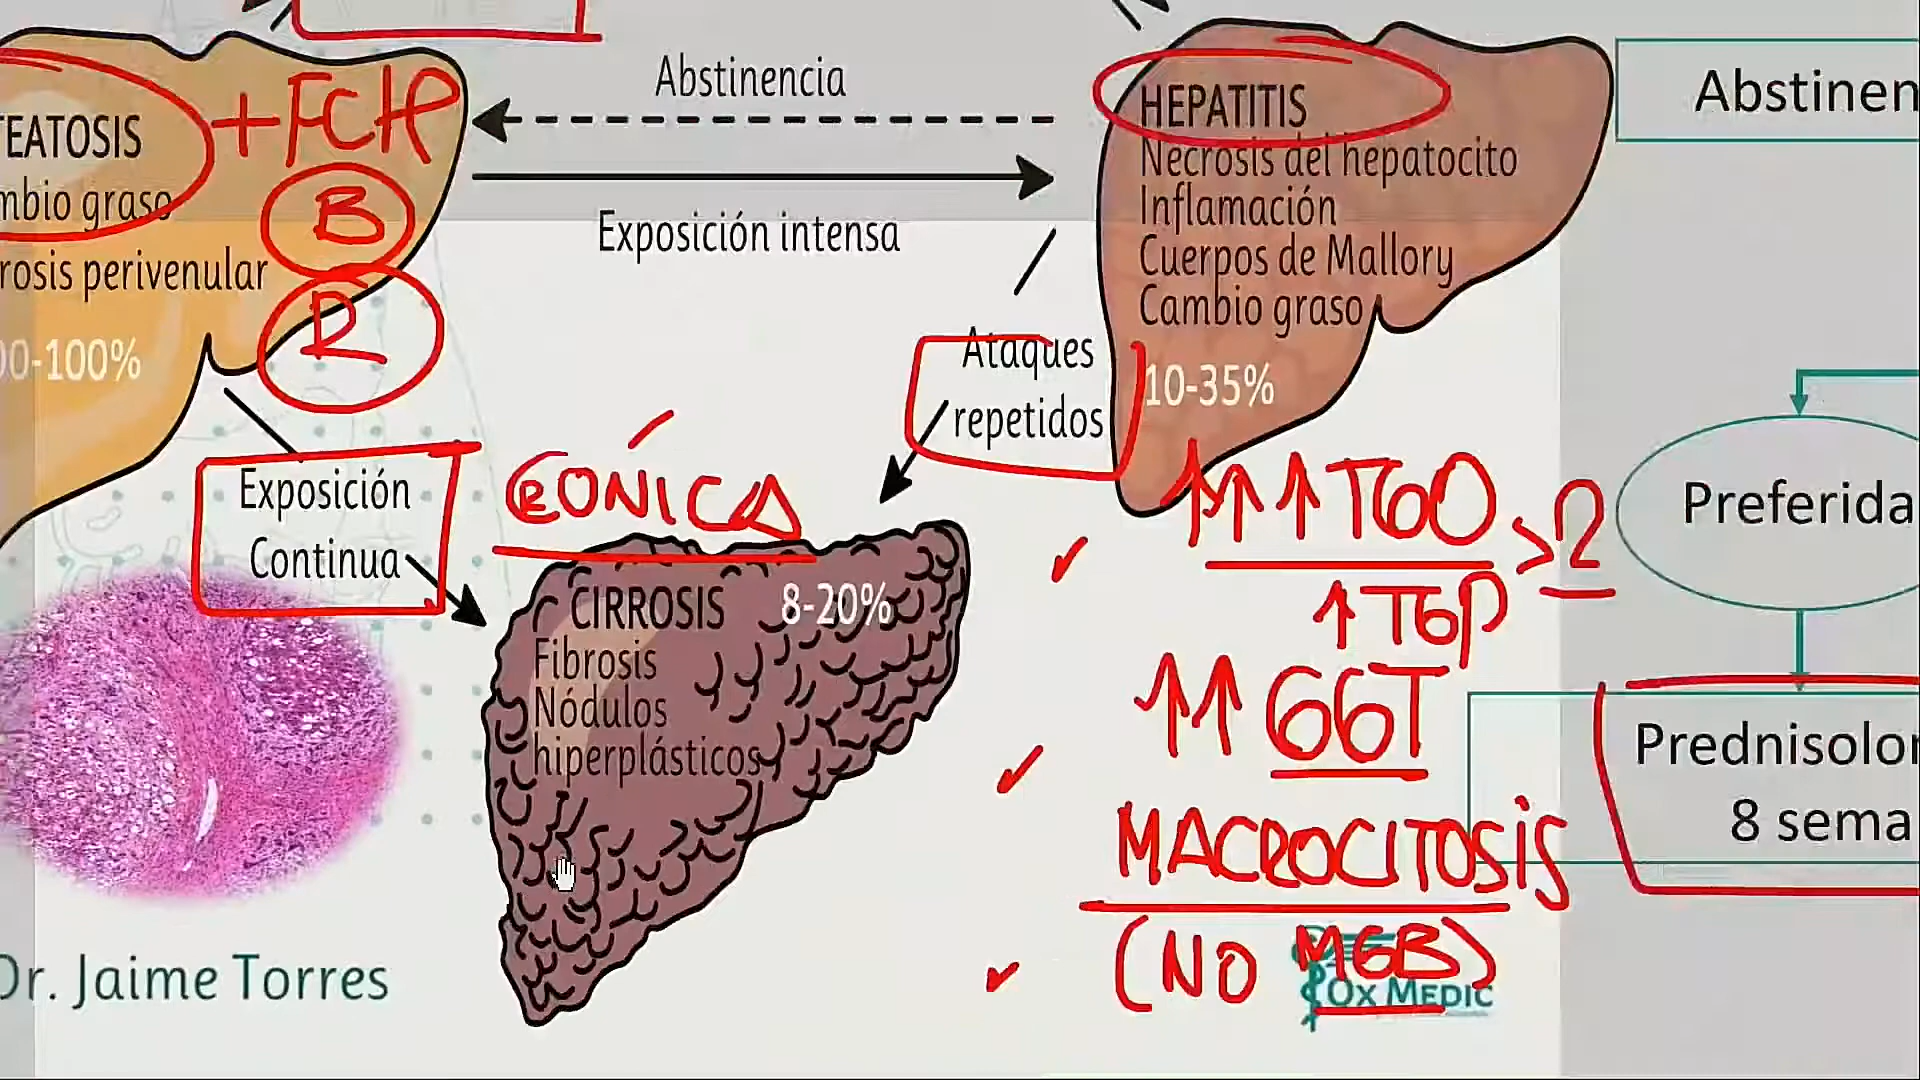 TEATOSIS
mbio graso
rosis perivenular
00-100%
+FCH
B
R
Abstinencia
Exposición intensa
HEPATITIS
Necrosis del hepatocito
Inflamación
Cuerpos de Mallory
Cambio graso
10-35%
Ataques
repetidos
Exposición
Continua
CIRROSIS 8-20%
Fibrosis
Nódulos
hiperplásticos
↑↑↑ TGO >2
↑ TGP
↑↑ GGT
MACROCITOSIS
(NO MGB)
Ox Medic
Abstinen
Preferida
Prednisolon
8 sema
Dr. Jaime Torres